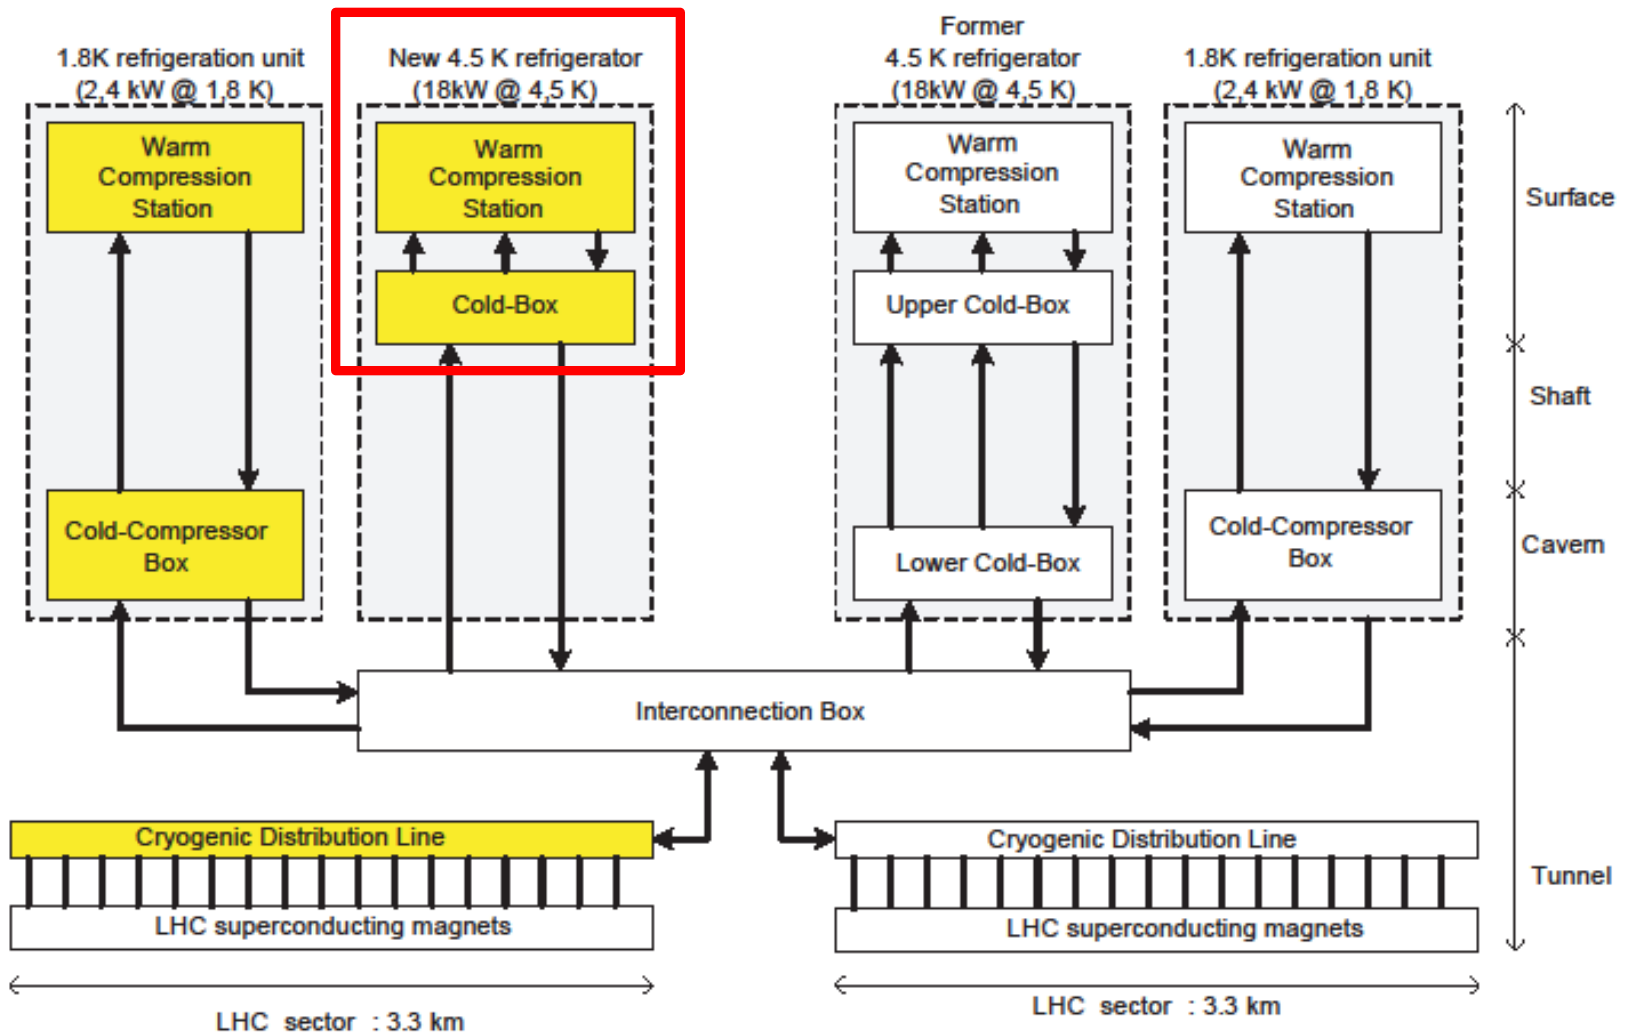 1.8K refrigeration unit
(2,4 kW @ 1,8 K)
New 4.5 K refrigerator
(18kW @ 4,5 K)
Former
4.5 K refrigerator
(18kW @ 4,5 K)
1.8K refrigeration unit
(2,4 kW @ 1,8 K)
Warm
Compression
Station
Warm
Compression
Station
Warm
Compression
Station
Warm
Compression
Station
Surface
Cold-Box
Upper Cold-Box
Shaft
Cold-Compressor
Box
Lower Cold-Box
Cold-Compressor
Box
Cavern
Interconnection Box
Cryogenic Distribution Line
Cryogenic Distribution Line
Tunnel
LHC superconducting magnets
LHC superconducting magnets
LHC sector : 3.3 km
LHC sector : 3.3 km